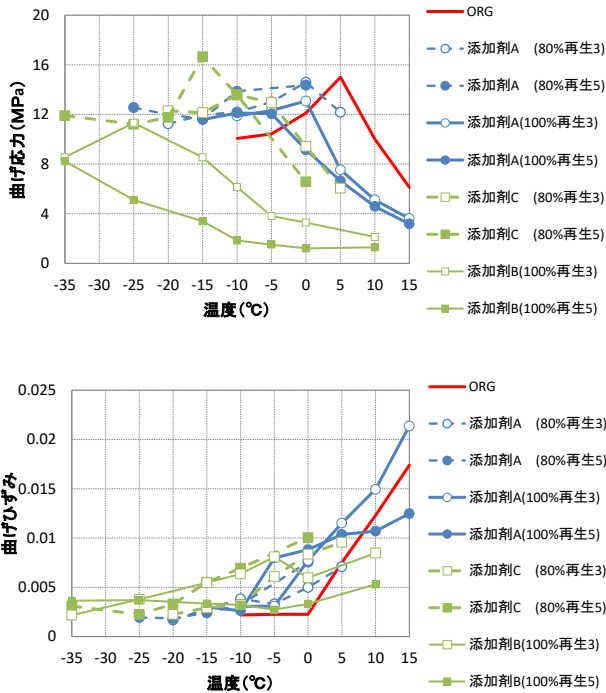 20
16
12
8
4
0
曲げ応力(MPa)
-35 -30 -25 -20 -15 -10 -5 0 5 10 15
温度(℃)
ORG
添加剤A (80%再生3)
添加剤A (80%再生5)
添加剤A(100%再生3)
添加剤A(100%再生5)
添加剤C (80%再生3)
添加剤C (80%再生5)
添加剤B(100%再生3)
添加剤B(100%再生5)
0.025
0.02
0.015
0.01
0.005
0
曲げひずみ
-35 -30 -25 -20 -15 -10 -5 0 5 10 15
温度(℃)
ORG
添加剤A (80%再生3)
添加剤A (80%再生5)
添加剤A(100%再生3)
添加剤A(100%再生5)
添加剤C (80%再生3)
添加剤C (80%再生5)
添加剤B(100%再生3)
添加剤B(100%再生5)